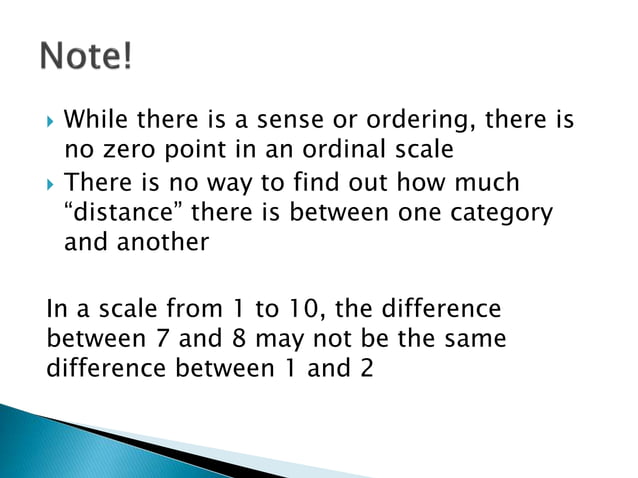 Note!
While there is a sense or ordering, there is
no zero point in an ordinal scale
There is no way to find out how much
“distance” there is between one category
and another
In a scale from 1 to 10, the difference
between 7 and 8 may not be the same
difference between 1 and 2